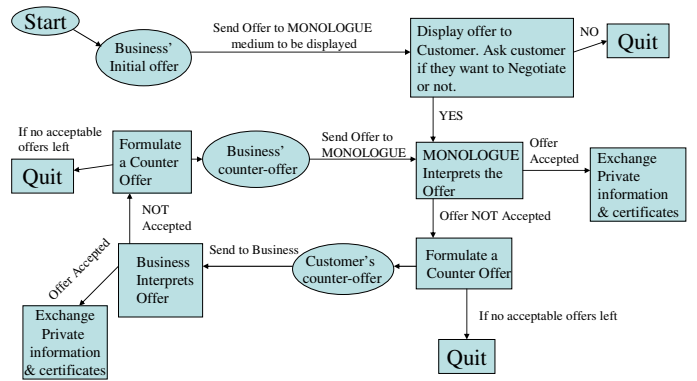 Start
Business'
Initial offer
Send Offer to MONOLOGUE
medium to be displayed
Display offer to
Customer. Ask customer
if they want to Negotiate
or not.
NO
Quit
YES
If no acceptable
offers left
Quit
Formulate
a Counter
Offer
Business'
counter-offer
Send Offer to
MONOLOGUE
MONOLOGUE
Interprets the
Offer
Offer
Accepted
Exchange
Private
information
& certificates
NOT
Accepted
Offer NOT Accepted
Offer Accepted
Business
Interprets
Offer
Send to Business
Customer's
counter-offer
Formulate a
Counter Offer
Exchange
Private
information
& certificates
If no acceptable offers left
Quit